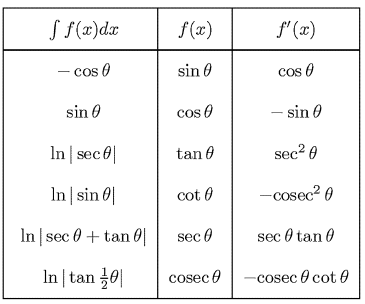 ∫ f(x)dx f(x) f′(x)
− cos θ sin θ cos θ
sin θ cos θ − sin θ
ln | sec θ| tan θ sec² θ
ln | sin θ| cot θ −cosec² θ
ln | sec θ + tan θ| sec θ sec θ tan θ
ln | tan ½θ| cosec θ −cosec θ cot θ